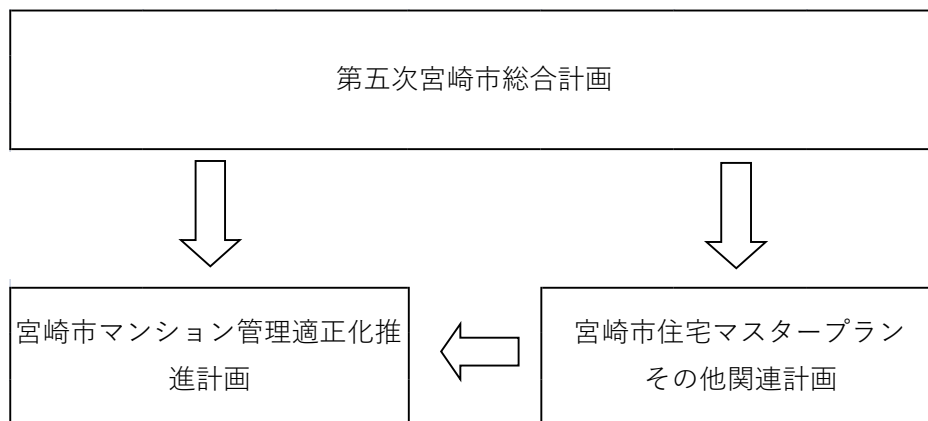 第五次宮崎市総合計画
宮崎市マンション管理適正化推
進計画
宮崎市住宅マスタープラン
その他関連計画